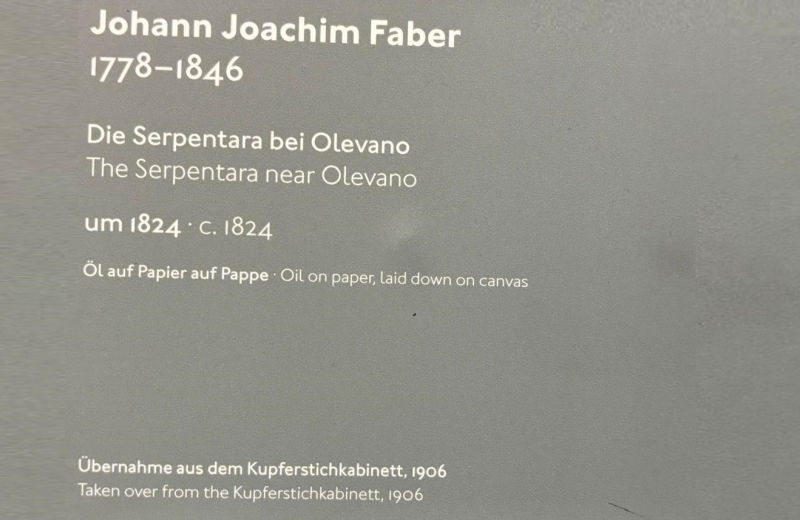 Johann Joachim Faber
1778–1846
Die Serpentara bei Olevano
The Serpentara near Olevano
um 1824 · c. 1824
Öl auf Papier auf Pappe · Oil on paper, laid down on canvas
Übernahme aus dem Kupferstichkabinett, 1906
Taken over from the Kupferstichkabinett, 1906